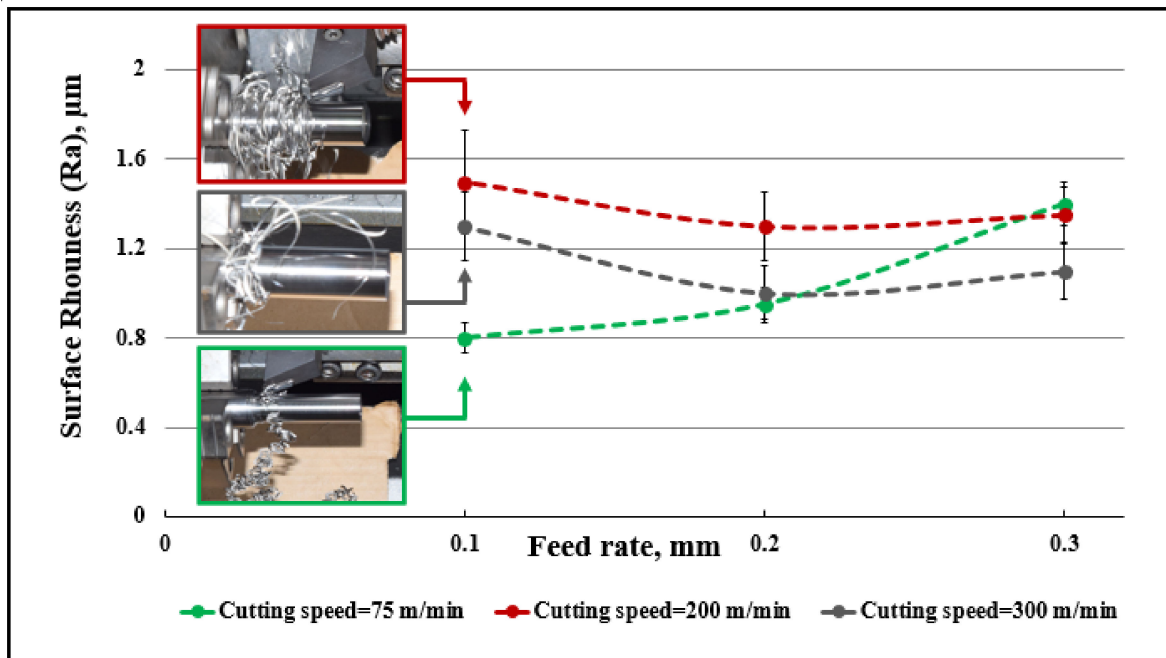 Surface Rhouness (Ra), µm
2
1.6
1.2
0.8
0.4
0
0
0.1
0.2
0.3
Feed rate, mm
Cutting speed=75 m/min
Cutting speed=200 m/min
Cutting speed=300 m/min